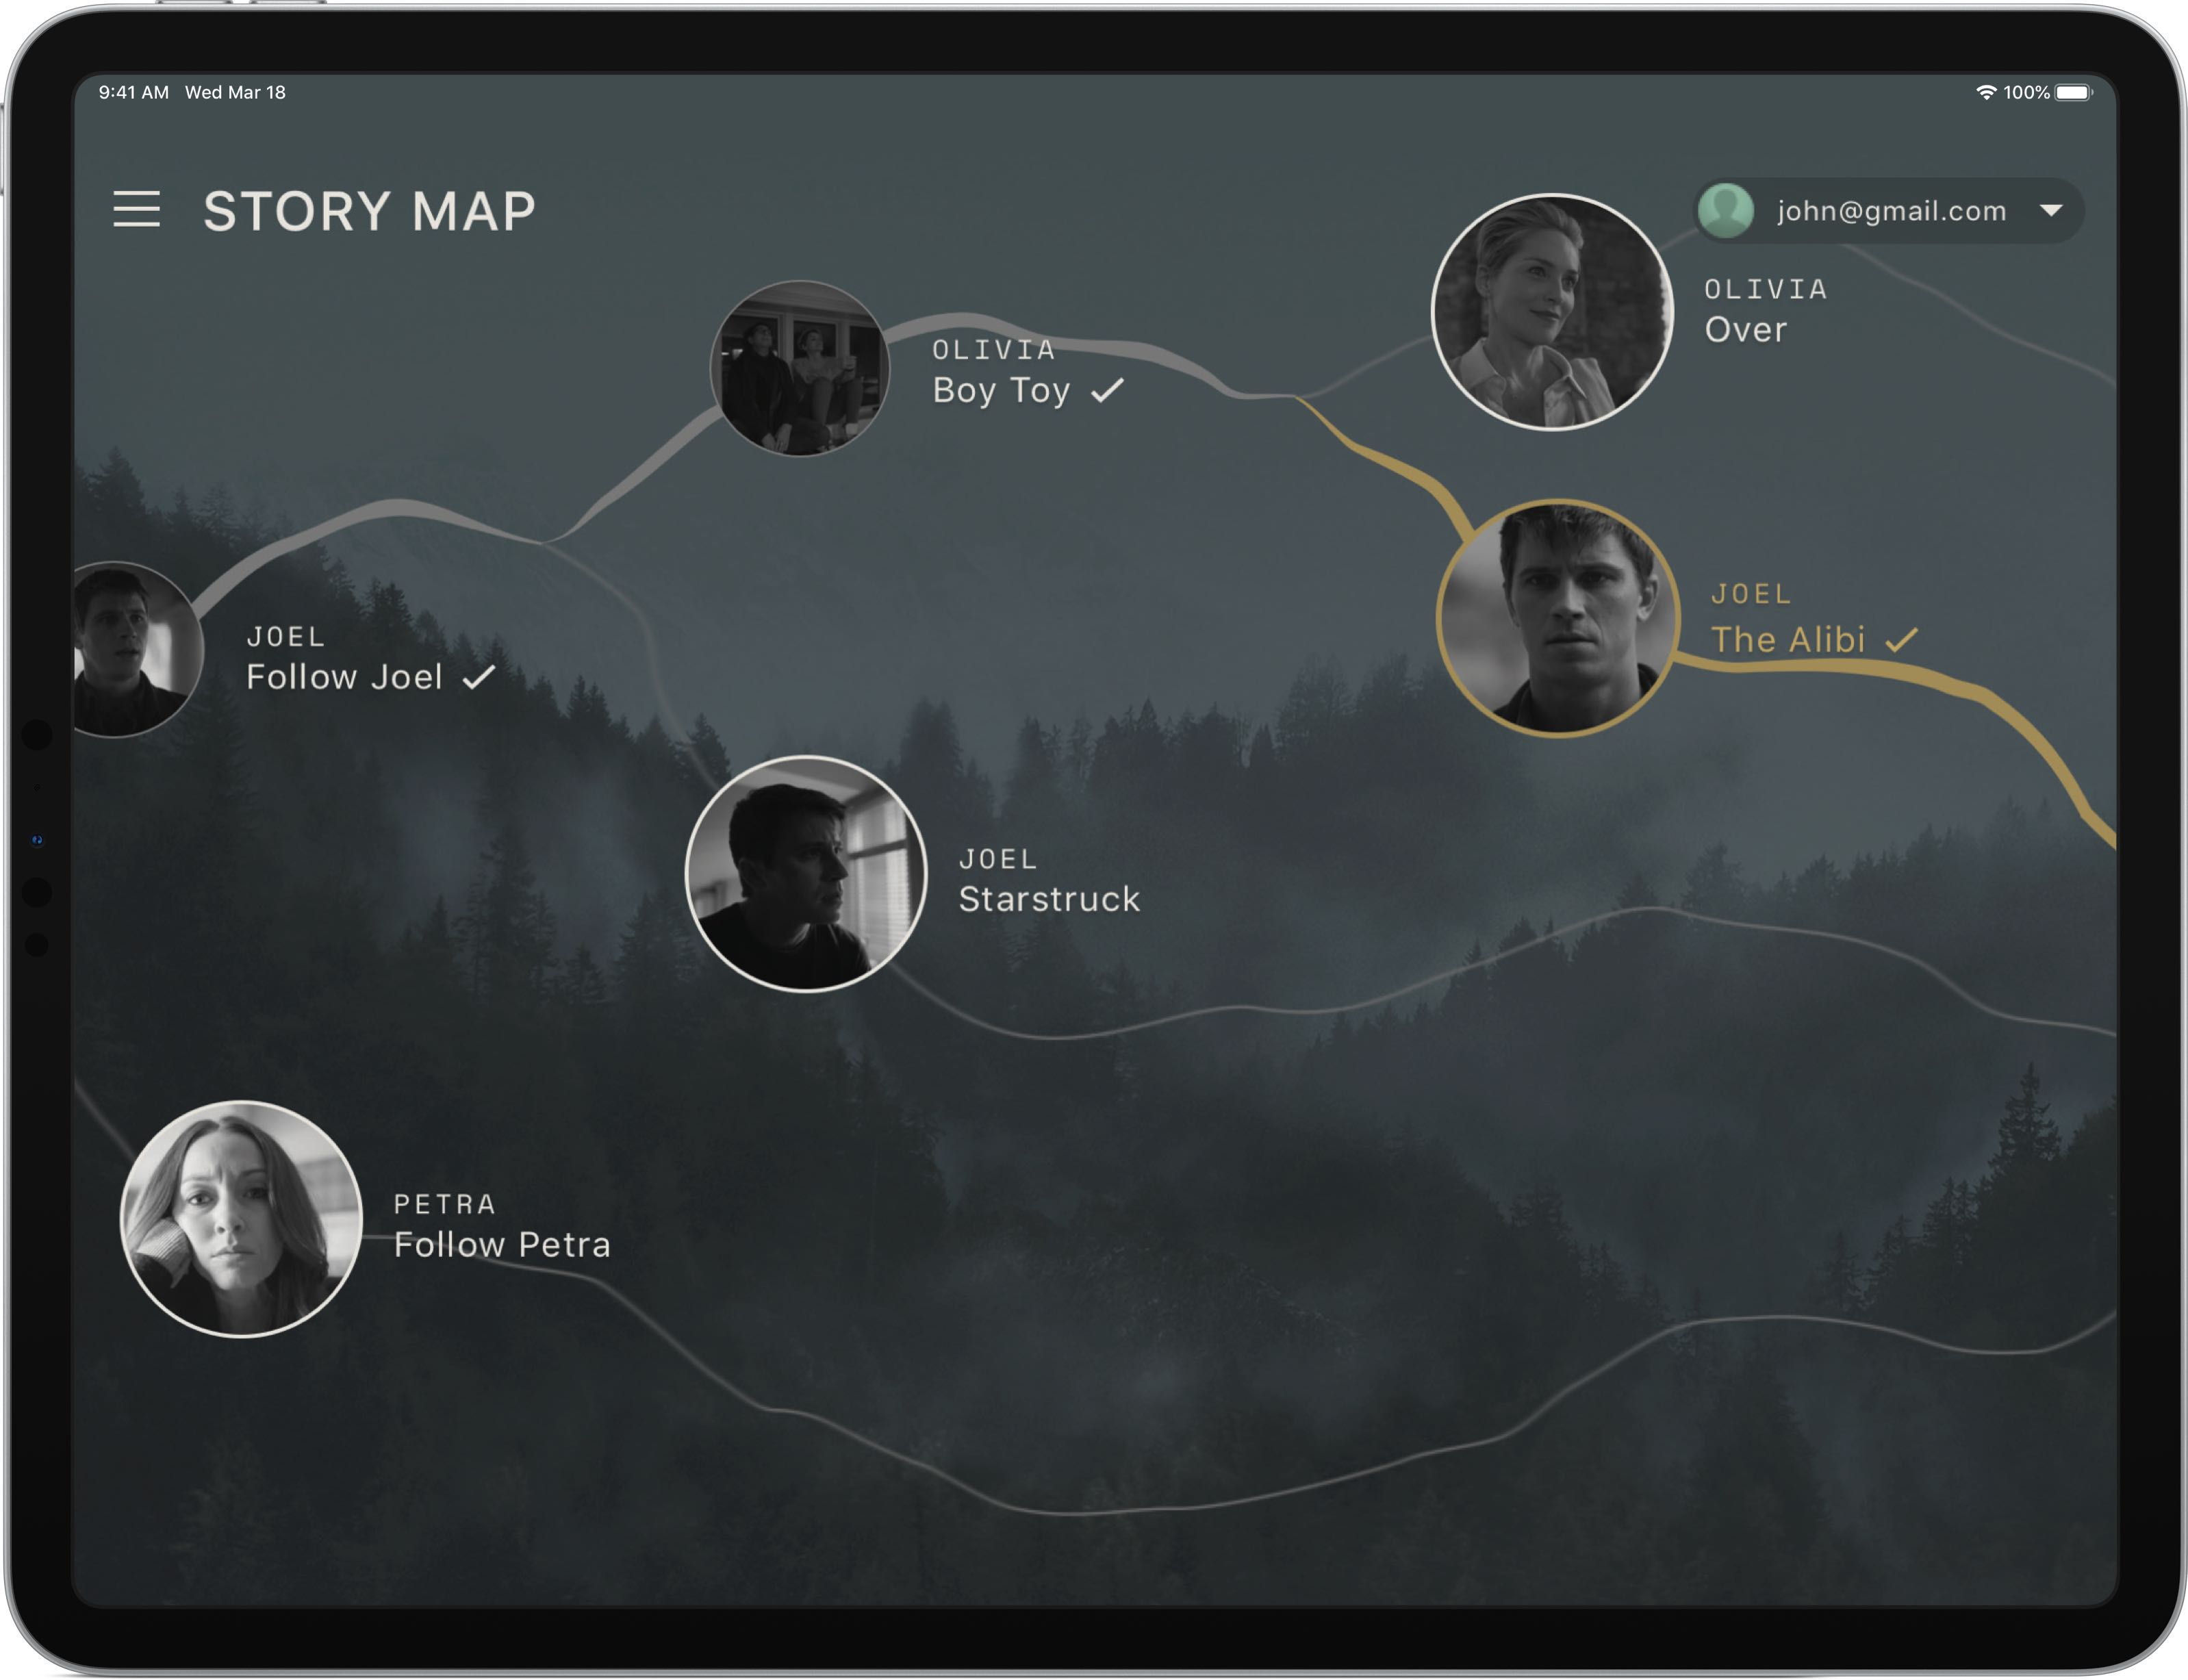 9:41 AM Wed Mar 18
100%
STORY MAP
john@gmail.com
OLIVIA
Over
OLIVIA
Boy Toy
JOEL
The Alibi
JOEL
Follow Joel
JOEL
Starstruck
PETRA
Follow Petra